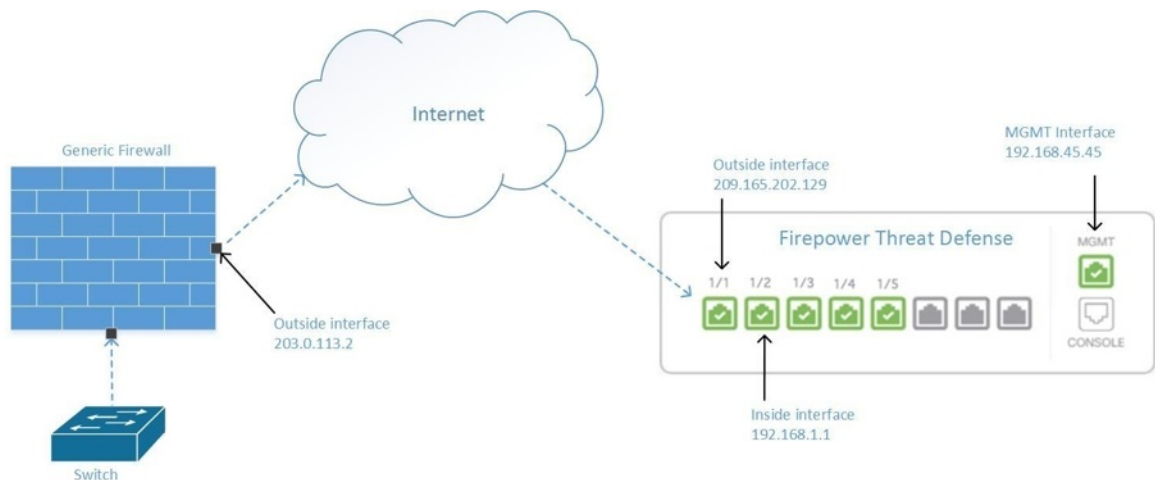 Generic Firewall
Internet
Outside interface
203.0.113.2
Switch
Outside interface
209.165.202.129
MGMT Interface
192.168.45.45
Firepower Threat Defense
MGMT
1/1 1/2 1/3 1/4 1/5
CONSOLE
Inside interface
192.168.1.1